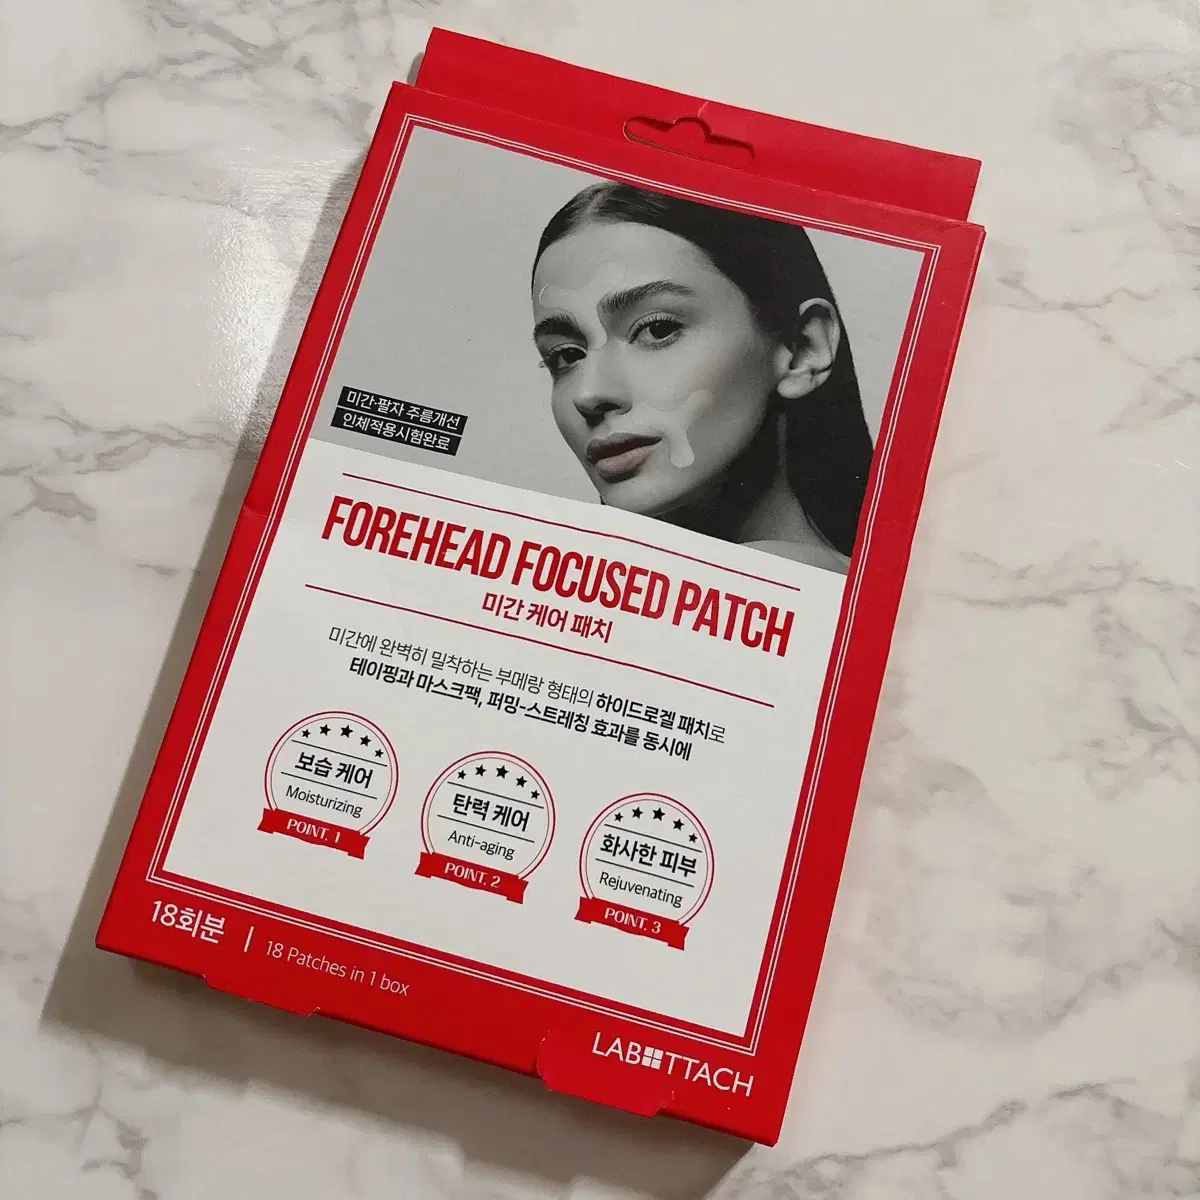 미간·팔자 주름개선
인체적용시험완료
FOREHEAD FOCUSED PATCH
미간 케어 패치
미간에 완벽히 밀착하는 부메랑 형태의 하이드로겔 패치로
테이핑과 마스크팩, 퍼밍-스트레칭 효과를 동시에
보습 케어
Moisturizing
POINT. 1
탄력 케어
Anti-aging
POINT. 2
화사한 피부
Rejuvenating
POINT. 3
18회분 | 18 Patches in 1 box
LABOTTACH